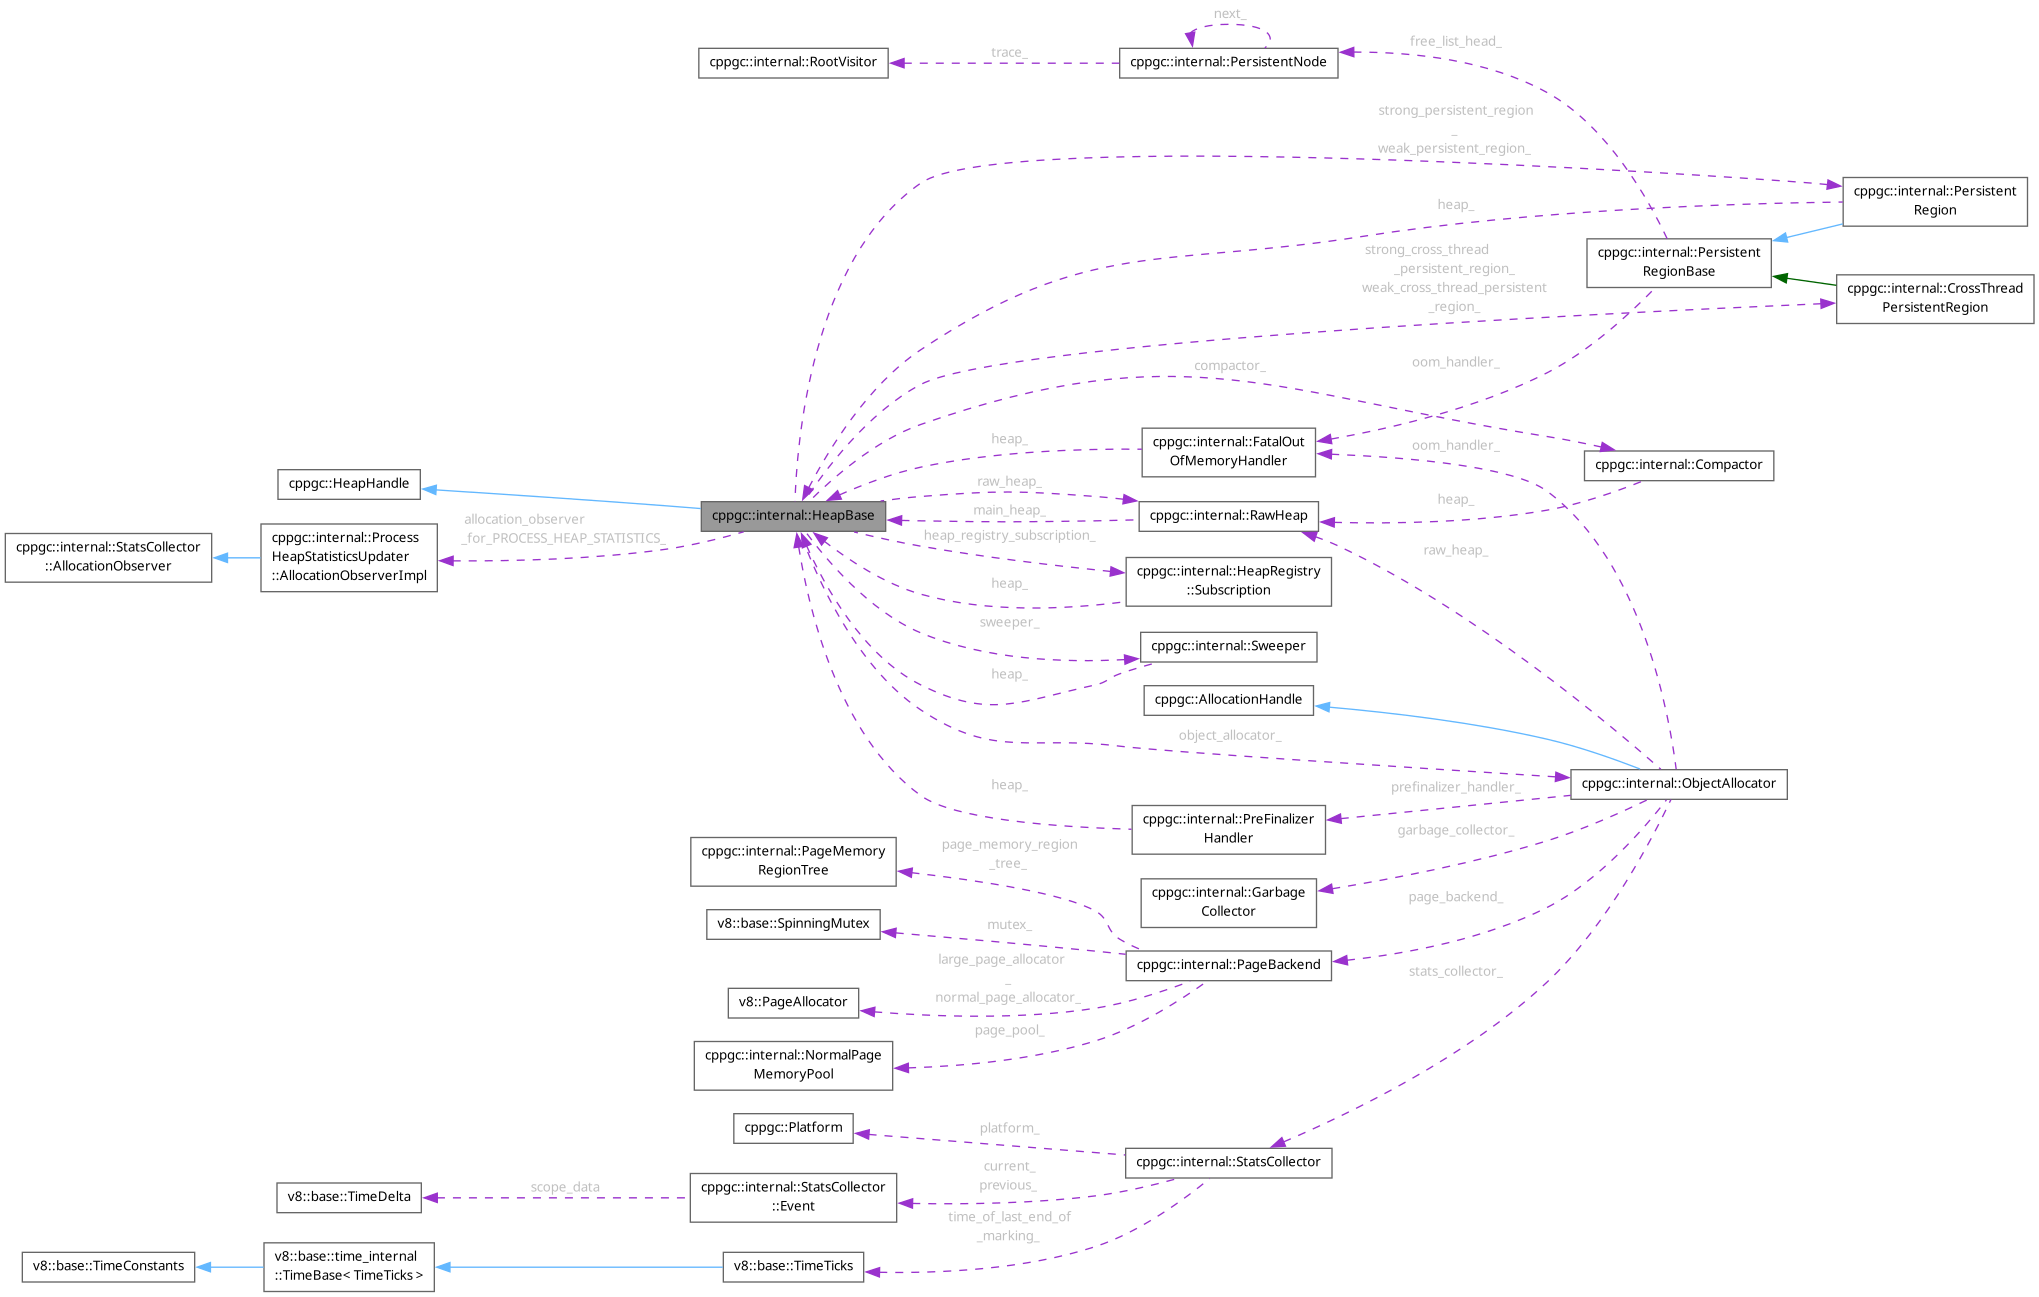 next_
trace_
free_list_head_
cppgc::internal::RootVisitor
cppgc::internal::PersistentNode
strong_persistent_region
_
weak_persistent_region_
cppgc::internal::Persistent
Region
heap_
cppgc::internal::Persistent
RegionBase
strong_cross_thread
_persistent_region_
weak_cross_thread_persistent
_region_
cppgc::internal::CrossThread
PersistentRegion
compactor_
oom_handler_
heap_
cppgc::internal::FatalOut
OfMemoryHandler
oom_handler_
cppgc::internal::Compactor
cppgc::HeapHandle
raw_heap_
heap_
cppgc::internal::HeapBase
main_heap_
cppgc::internal::RawHeap
allocation_observer
_for_PROCESS_HEAP_STATISTICS_
heap_registry_subscription_
raw_heap_
cppgc::internal::StatsCollector
::AllocationObserver
cppgc::internal::Process
HeapStatisticsUpdater
::AllocationObserverImpl
cppgc::internal::HeapRegistry
::Subscription
heap_
sweeper_
cppgc::internal::Sweeper
heap_
cppgc::AllocationHandle
object_allocator_
cppgc::internal::ObjectAllocator
heap_
prefinalizer_handler_
cppgc::internal::PreFinalizer
Handler
garbage_collector_
cppgc::internal::PageMemory
RegionTree
page_memory_region
_tree_
cppgc::internal::Garbage
Collector
page_backend_
v8::base::SpinningMutex
mutex_
cppgc::internal::PageBackend
large_page_allocator
_
normal_page_allocator_
stats_collector_
v8::PageAllocator
page_pool_
cppgc::internal::NormalPage
MemoryPool
cppgc::Platform
platform_
cppgc::internal::StatsCollector
current_
previous_
v8::base::TimeDelta
scope_data
cppgc::internal::StatsCollector
::Event
time_of_last_end_of
_marking_
v8::base::TimeConstants
v8::base::time_internal
::TimeBase< TimeTicks >
v8::base::TimeTicks